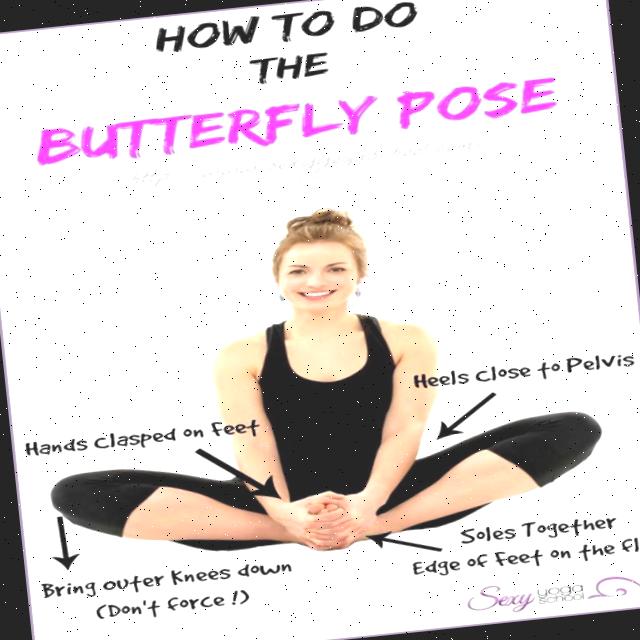 HOW TO DO
THE
BUTTERFLY POSE
Heels Close to Pelvis
Hands Clasped on Feet
Soles Together
Edge of Feet on the fl
Bring outer Knees down
(Don't force!)
Sexy yoga school